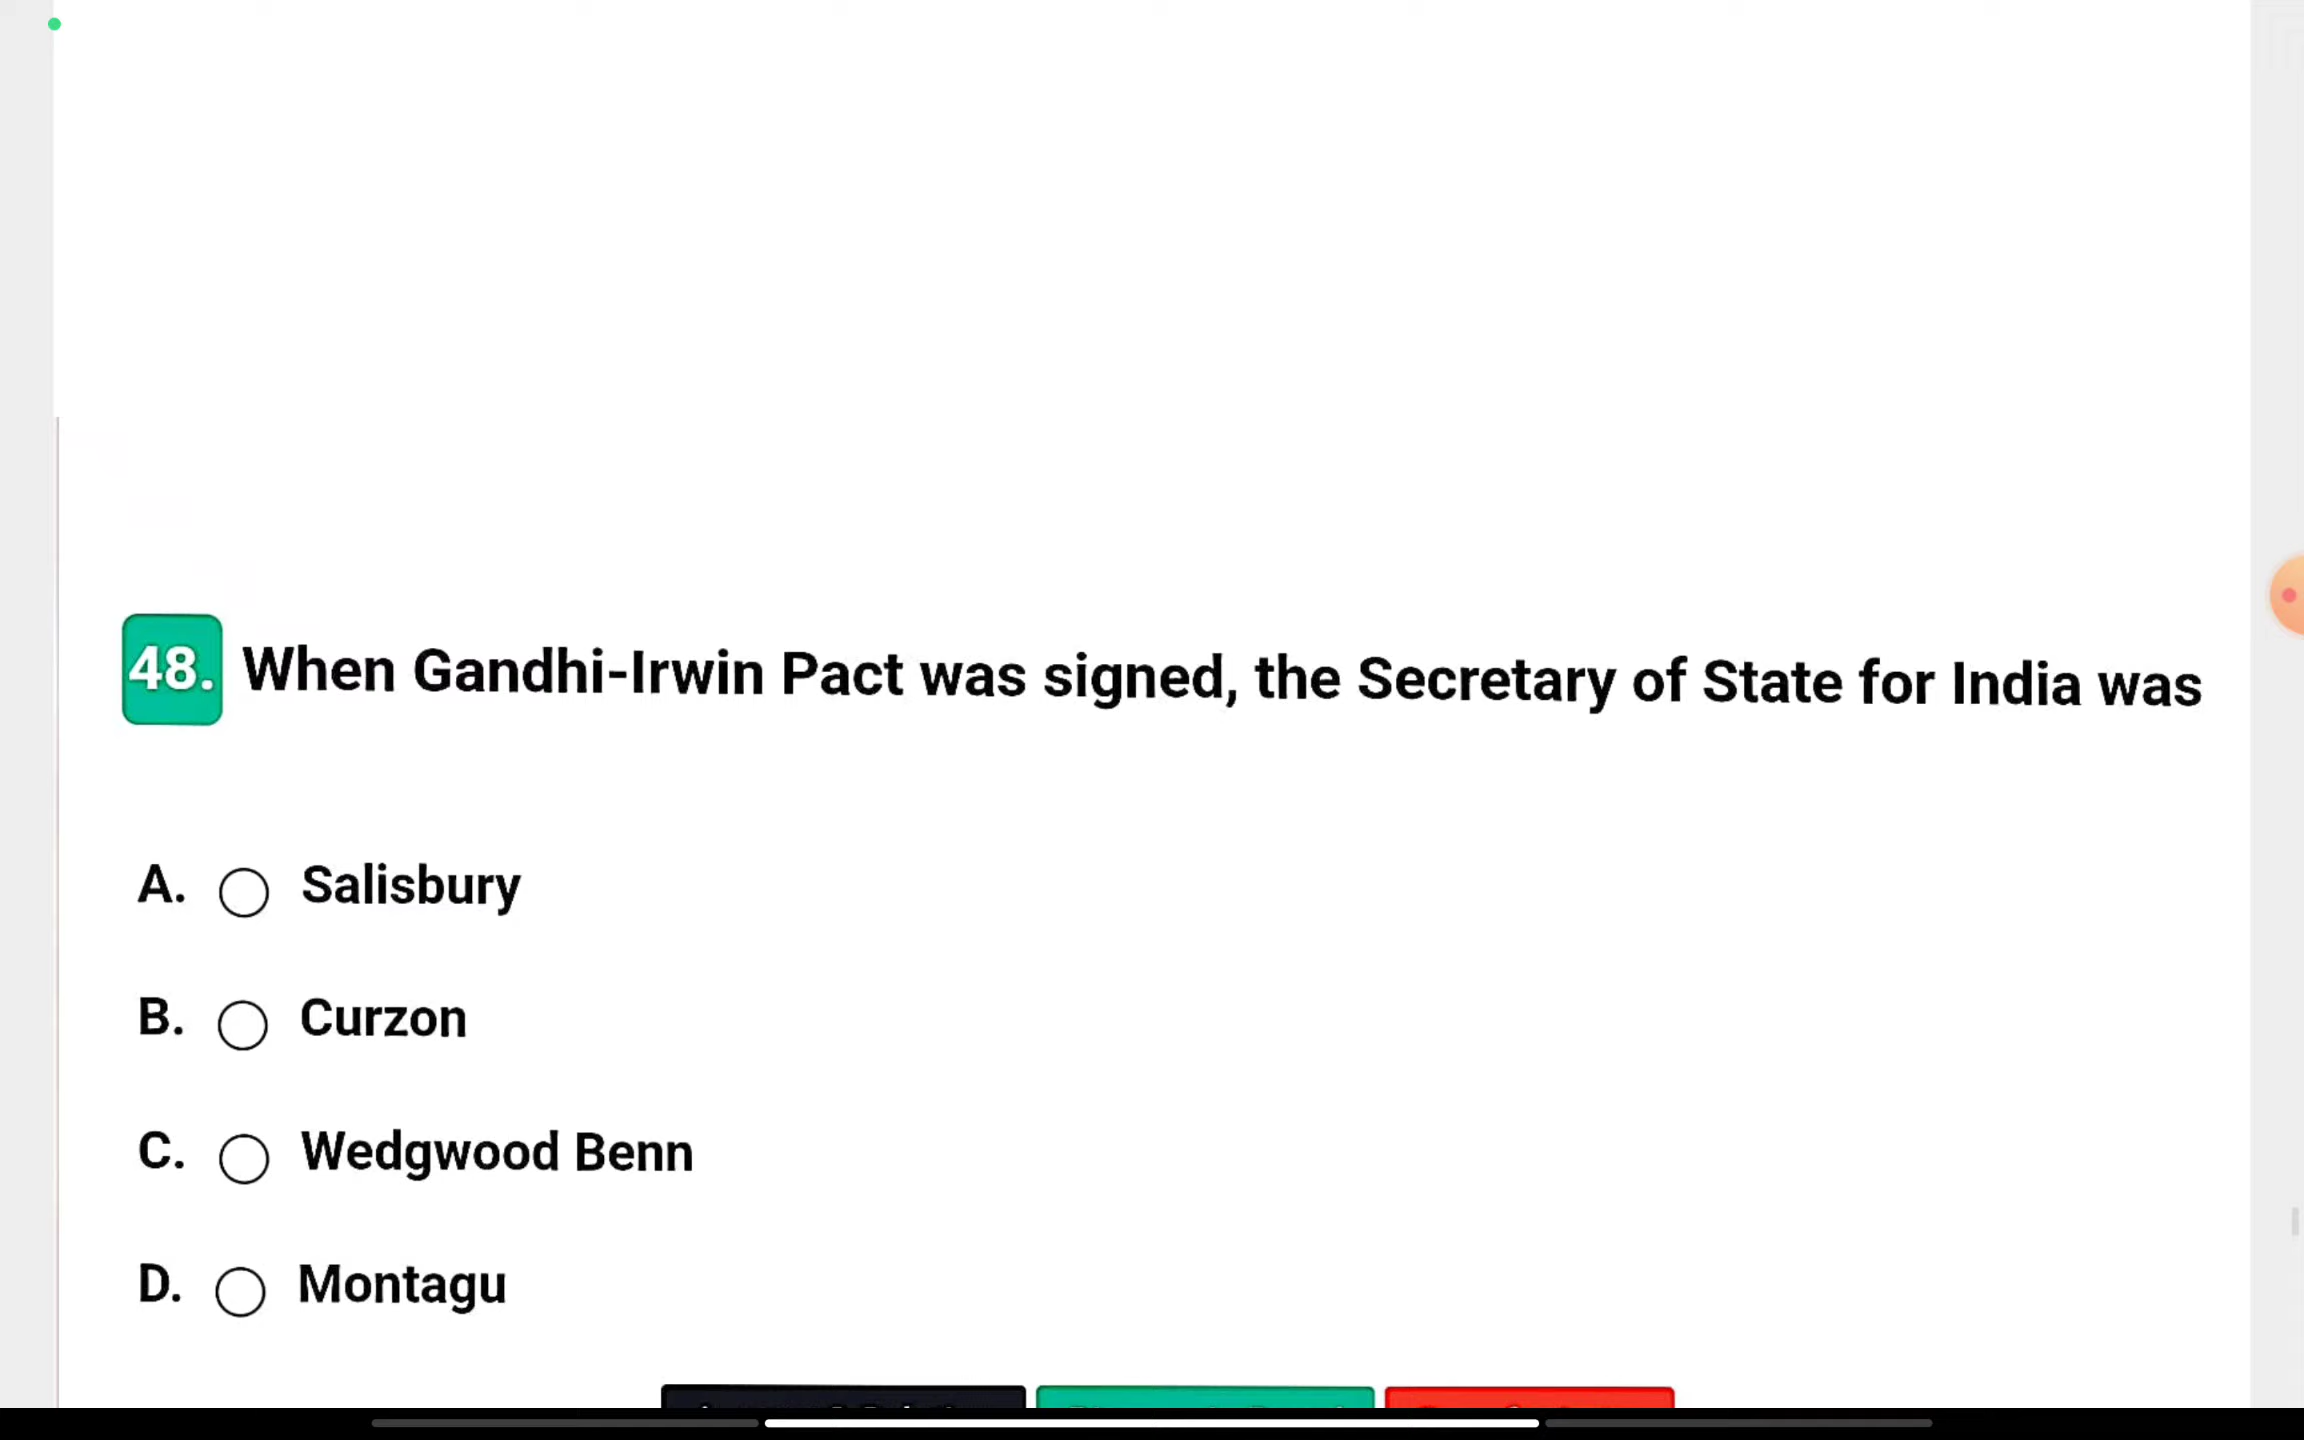 48. When Gandhi-Irwin Pact was signed, the Secretary of State for India was
A. Salisbury
B. Curzon
C. Wedgwood Benn
D. Montagu